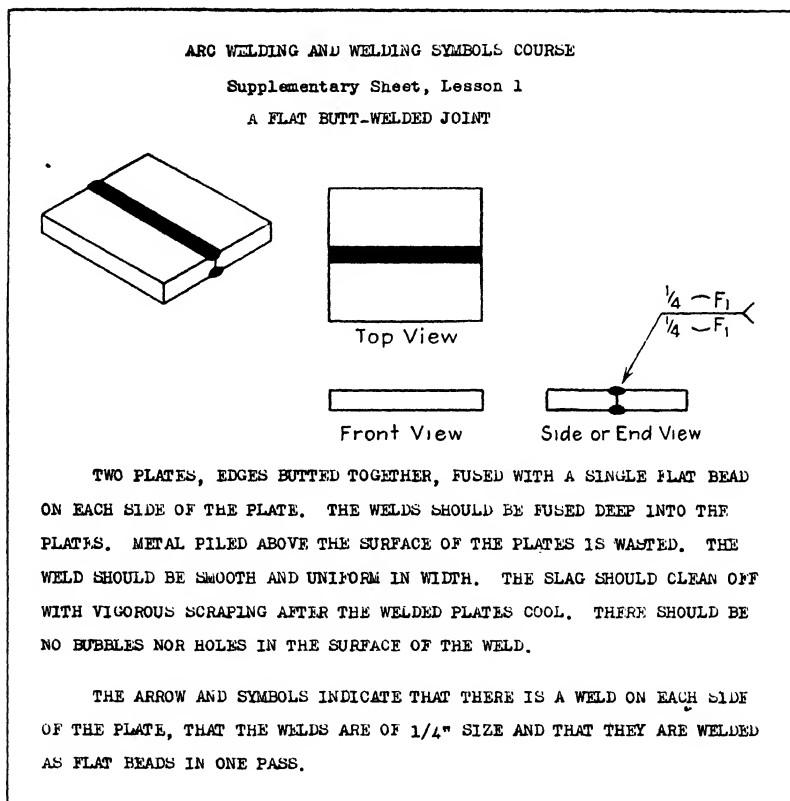 ARC WELDING AND WELDING SYMBOLS COURSE
Supplementary Sheet, Lesson 1
A FLAT BUTT-WELDED JOINT
1/4 ⌒ F1
1/4 ⌒ F1
Top View
Front View
Side or End View
TWO PLATES, EDGES BUTTED TOGETHER, FUSED WITH A SINGLE FLAT BEAD
ON EACH SIDE OF THE PLATE. THE WELDS SHOULD BE FUSED DEEP INTO THE
PLATES. METAL PILED ABOVE THE SURFACE OF THE PLATES IS WASTED. THE
WELD SHOULD BE SMOOTH AND UNIFORM IN WIDTH. THE SLAG SHOULD CLEAN OFF
WITH VIGOROUS SCRAPING AFTER THE WELDED PLATES COOL. THERE SHOULD BE
NO BUBBLES NOR HOLES IN THE SURFACE OF THE WELD.
THE ARROW AND SYMBOLS INDICATE THAT THERE IS A WELD ON EACH SIDE
OF THE PLATE, THAT THE WELDS ARE OF 1/4" SIZE AND THAT THEY ARE WELDED
AS FLAT BEADS IN ONE PASS.